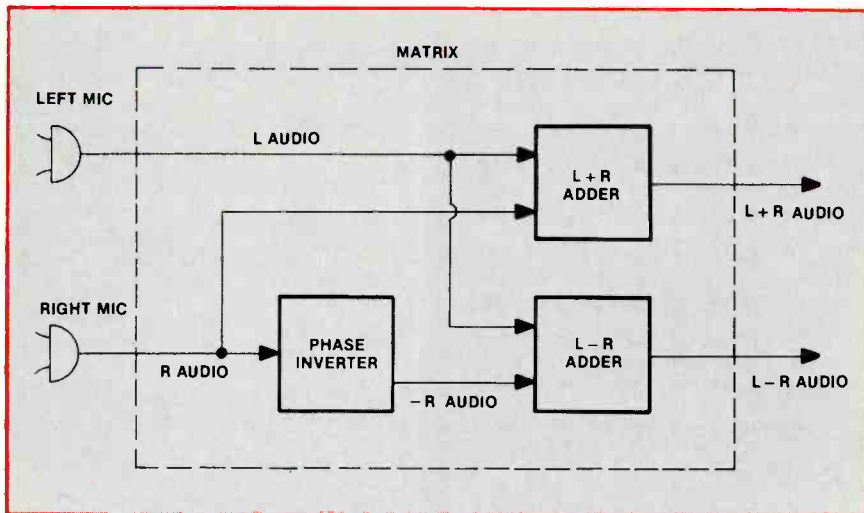 MATRIX
LEFT MIC
L AUDIO
L+R
ADDER
L+R AUDIO
RIGHT MIC
R AUDIO
PHASE
INVERTER
−R AUDIO
L−R
ADDER
L−R AUDIO